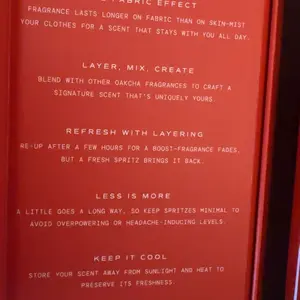 FABRIC EFFECT
FRAGRANCE LASTS LONGER ON FABRIC THAN ON SKIN-MIST
YOUR CLOTHES FOR A SCENT THAT STAYS WITH YOU ALL DAY.
LAYER, MIX, CREATE
BLEND WITH OTHER OAKCHA FRAGRANCES TO CRAFT A
SIGNATURE SCENT THAT'S UNIQUELY YOURS.
REFRESH WITH LAYERING
RE-UP AFTER A FEW HOURS FOR A BOOST-FRAGRANCE FADES,
BUT A FRESH SPRITZ BRINGS IT BACK.
LESS IS MORE
A LITTLE GOES A LONG WAY, SO KEEP SPRITZES MINIMAL TO
AVOID OVERPOWERING OR HEADACHE-INDUCING LEVELS.
KEEP IT COOL
STORE YOUR SCENT AWAY FROM SUNLIGHT AND HEAT TO
PRESERVE ITS FRESHNESS.